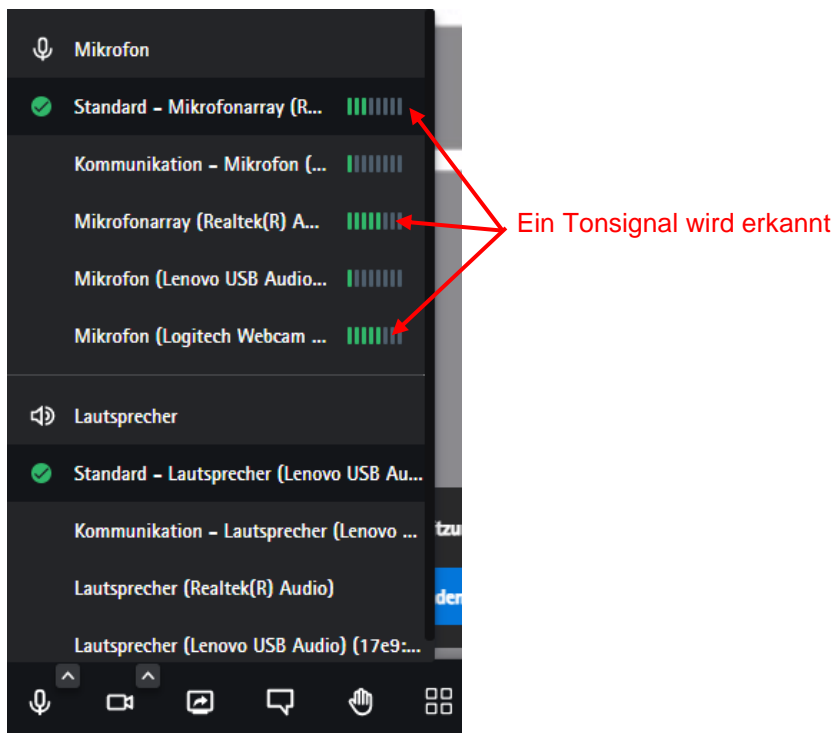 Mikrofon
Standard – Mikrofonarray (R...
Kommunikation – Mikrofon (...
Mikrofonarray (Realtek(R) A...
Ein Tonsignal wird erkannt
Mikrofon (Lenovo USB Audio...
Mikrofon (Logitech Webcam ...
Lautsprecher
Standard – Lautsprecher (Lenovo USB Au...
Kommunikation – Lautsprecher (Lenovo ...
Lautsprecher (Realtek(R) Audio)
Lautsprecher (Lenovo USB Audio) (17e9:...